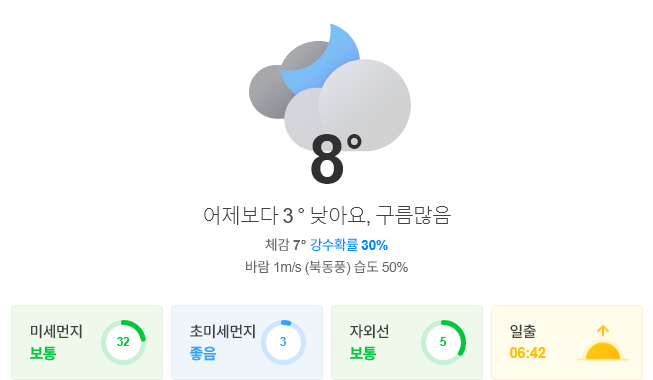 8°
어제보다 3° 낮아요, 구름많음
체감 7° 강수확률 30%
바람 1m/s (북동풍) 습도 50%
미세먼지
보통
32
초미세먼지
좋음
3
자외선
보통
5
일출
06:42